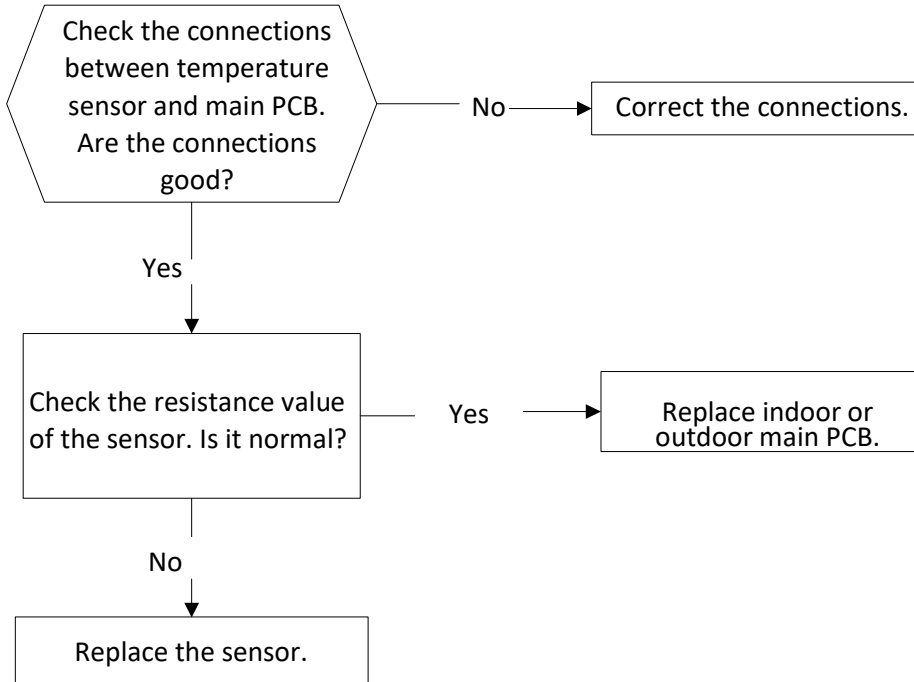 Check the connections
between temperature
sensor and main PCB.
Are the connections
good?
No
Correct the connections.
Yes
Check the resistance value
of the sensor. Is it normal?
Yes
Replace indoor or
outdoor main PCB.
No
Replace the sensor.